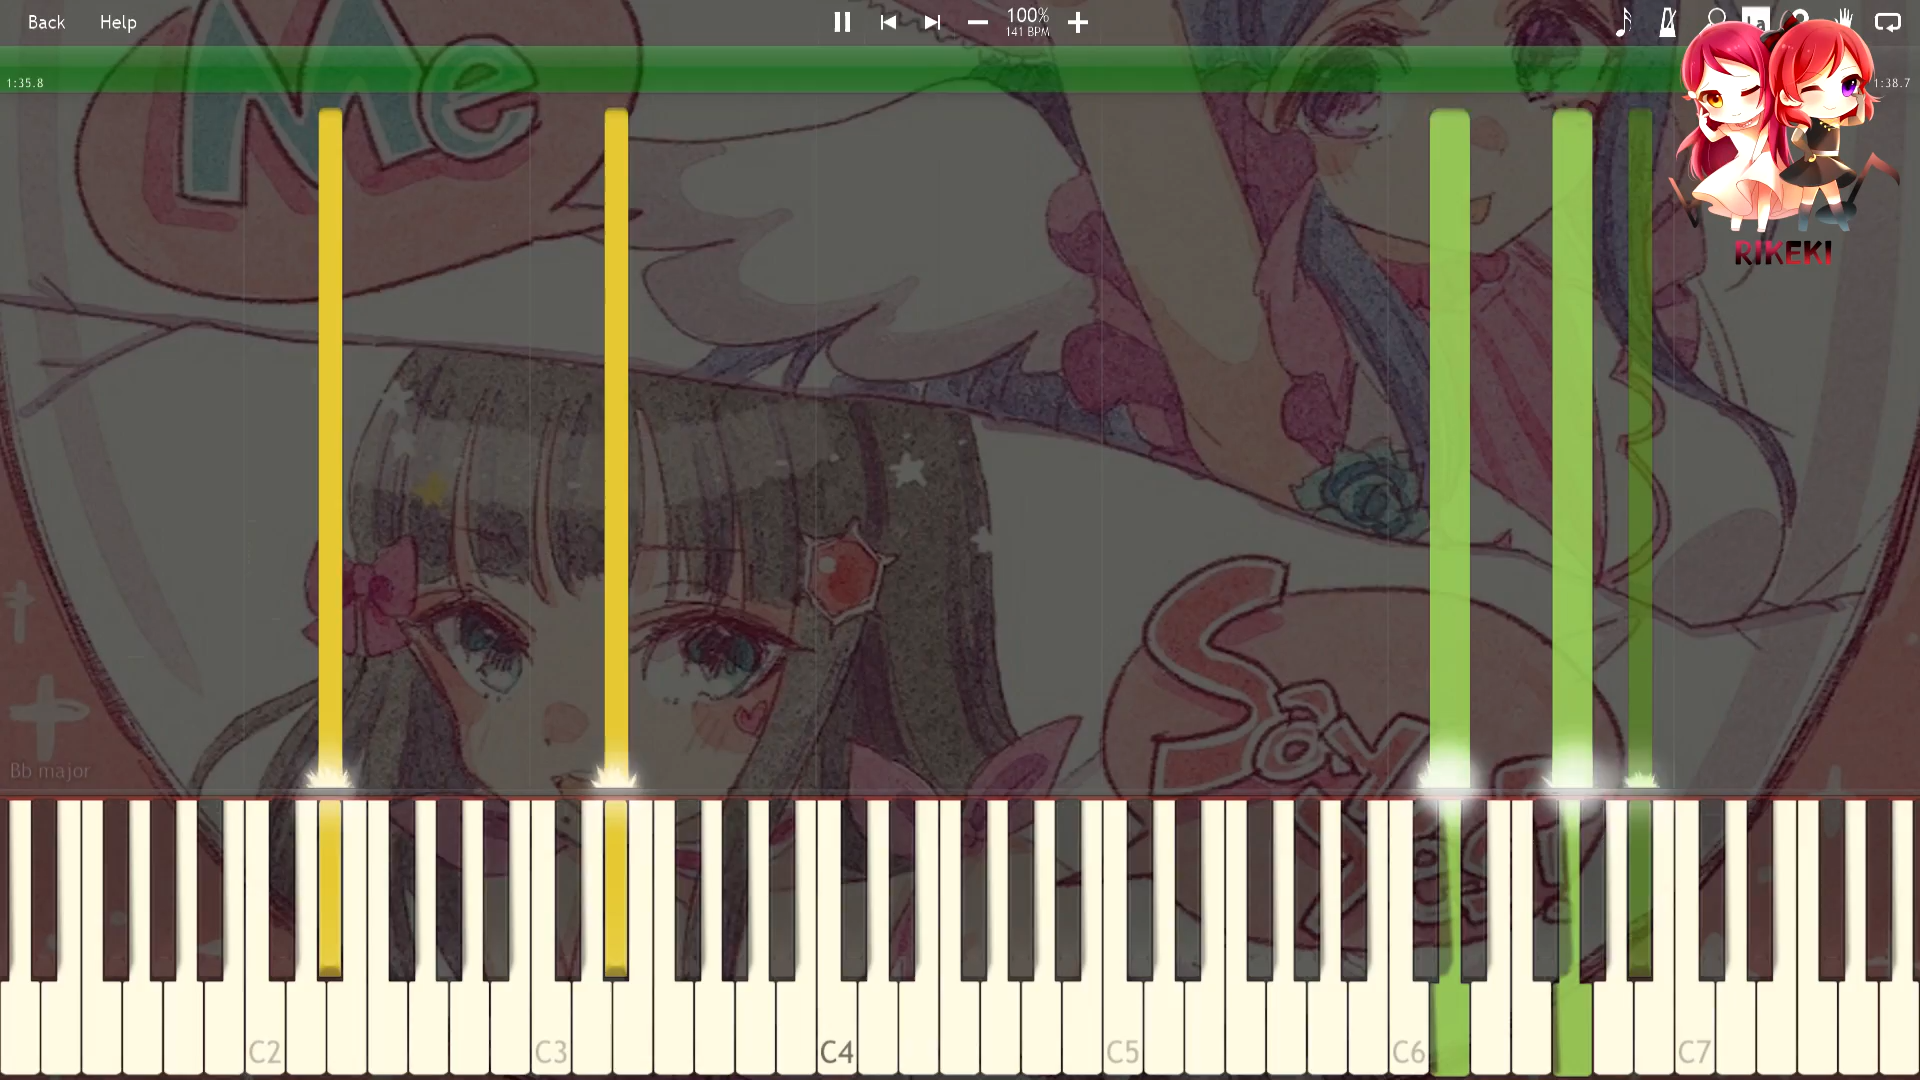 Back Help
100%
141 BPM
1:35.8
1:38.7
Me
RIKEKI
Say
Yes!
Bb major
C2 C3 C4 C5 C6 C7